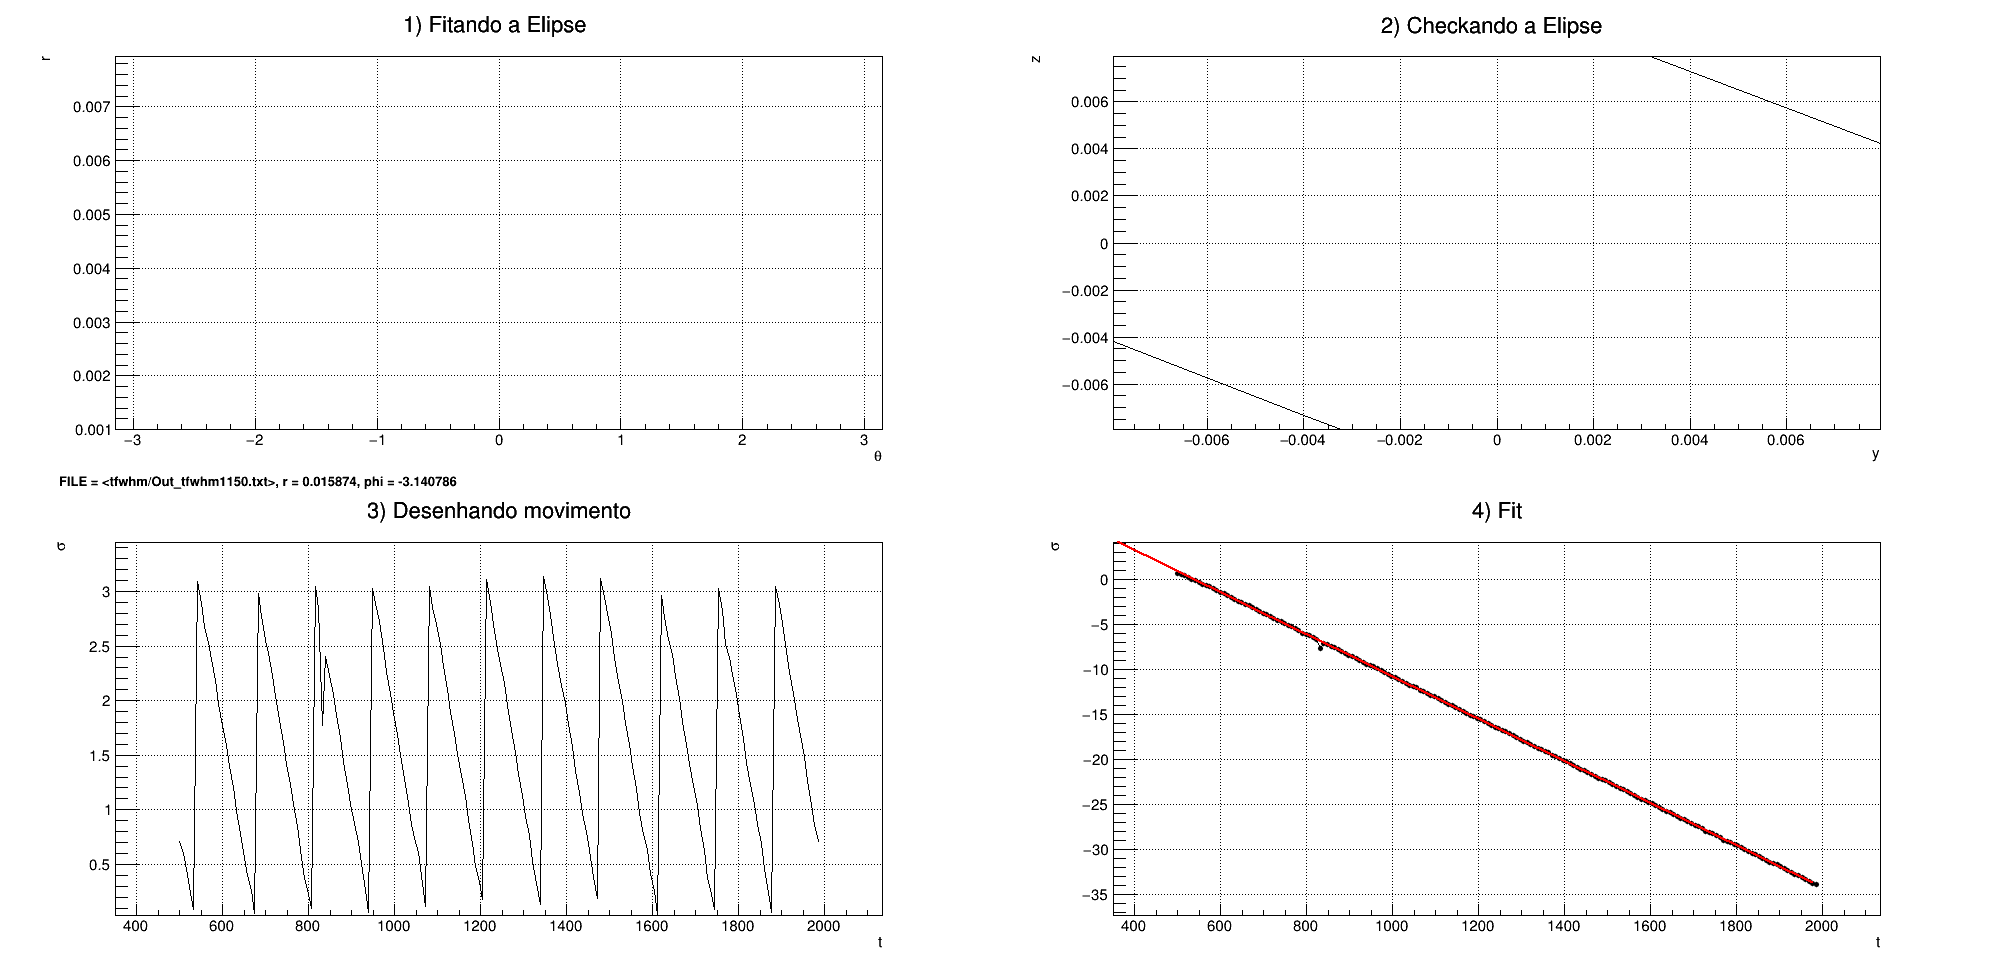 1) Fitando a Elipse
r
0.007
0.006
0.005
0.004
0.003
0.002
0.001
−3 −2 −1 0 1 2 3
θ
2) Checkando a Elipse
z
0.006
0.004
0.002
0
−0.002
−0.004
−0.006
−0.006 −0.004 −0.002 0 0.002 0.004 0.006
y
FILE = <tfwhm/Out_tfwhm1150.txt>, r = 0.015874, phi = -3.140786
3) Desenhando movimento
σ
3
2.5
2
1.5
1
0.5
400 600 800 1000 1200 1400 1600 1800 2000
t
4) Fit
σ
0
−5
−10
−15
−20
−25
−30
−35
400 600 800 1000 1200 1400 1600 1800 2000
t